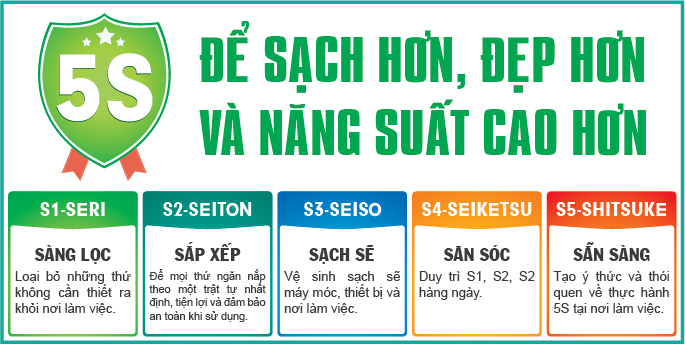 5S
ĐỂ SẠCH HƠN, ĐẸP HƠN
VÀ NĂNG SUẤT CAO HƠN
S1-SERI
SÀNG LỌC
Loại bỏ những thứ
không cần thiết ra
khỏi nơi làm việc.
S2-SEITON
SẮP XẾP
Để mọi thứ ngăn nắp
theo một trật tự nhất
định, tiện lợi và đảm bảo
an toàn khi sử dụng.
S3-SEISO
SẠCH SẼ
Vệ sinh sạch sẽ
máy móc, thiết bị và
nơi làm việc.
S4-SEIKETSU
SĂN SÓC
Duy trì S1, S2, S2
hàng ngày.
S5-SHITSUKE
SẴN SÀNG
Tạo ý thức và thói
quen về thực hành
5S tại nơi làm việc.